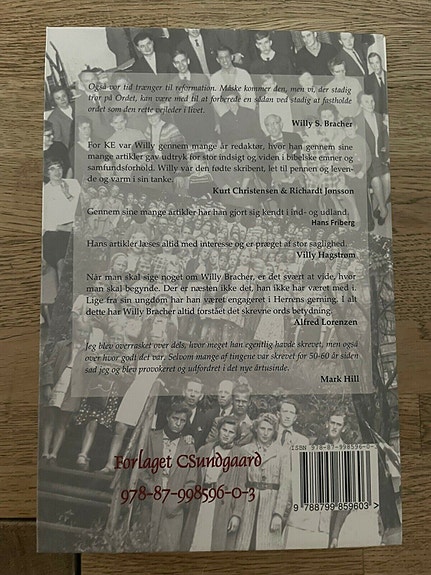 Også vor tid trænger til reformation. Måske kommer den, men vi, der stadig
tror på Ordet, kan være med til at forberede en sådan ved stadig at fastholde
ordet som den rette vejleder i livet.
Willy S. Bracher
For KE var Willy gennem mange år redaktør, hvor han gennem sine
mange artikler gav udtryk for stor indsigt og viden i bibelske emner og
samfundsforhold. Willy var den fødte skribent, let til pennen og leven-
de og varm i sin tanke.
Kurt Christensen & Richardt Jønsson
Gennem sine mange artikler har han gjort sig kendt i ind- og udland.
Hans Friberg
Hans artikler læses altid med interesse og er præget af stor saglighed.
Villy Hagstrøm
Når man skal sige noget om Willy Bracher, er det svært at vide, hvor
man skal begynde. Der er næsten ikke det, han ikke har været med i.
Lige fra sin ungdom har han været engageret i Herrens gerning. I alt
dette har Willy Bracher altid forstået det skrevne ords betydning.
Alfred Lorenzen
Jeg blev overrasket over dels, hvor meget han egentlig havde skrevet, men også
over hvor godt det var. Selvom mange af tingene var skrevet for 50-60 år siden
sad jeg og blev provokeret og udfordret i det nye årtusinde.
Mark Hill
Forlaget CSundgaard
978-87-998596-0-3
ISBN 978-87-998596-0-3
9 788799 859603 >